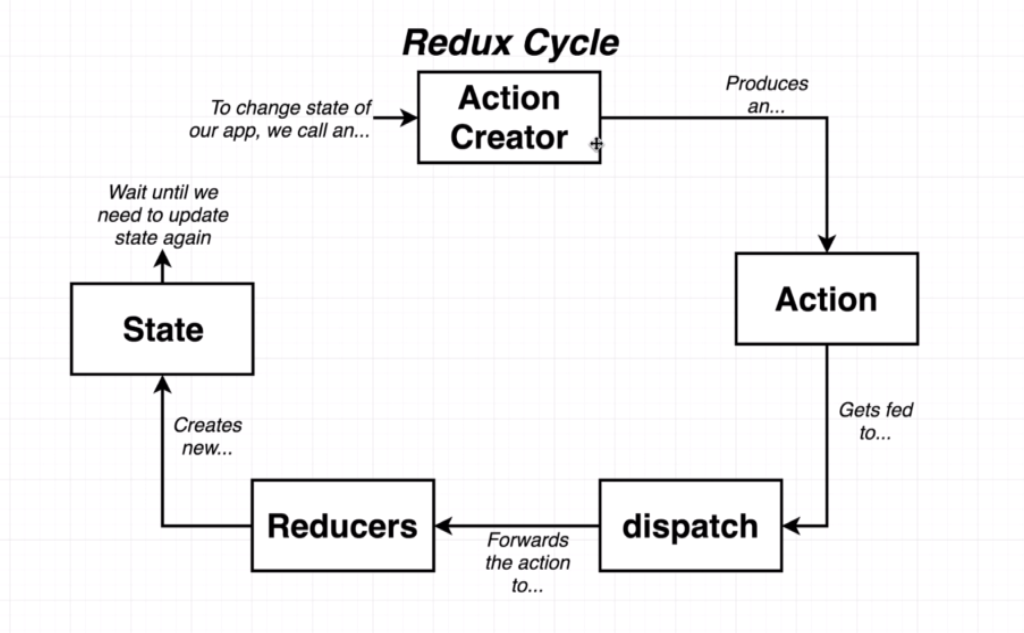 Redux Cycle
To change state of
our app, we call an...
Action
Creator
Produces
an...
Action
Gets fed
to...
dispatch
Forwards
the action
to...
Reducers
Creates
new...
State
Wait until we
need to update
state again